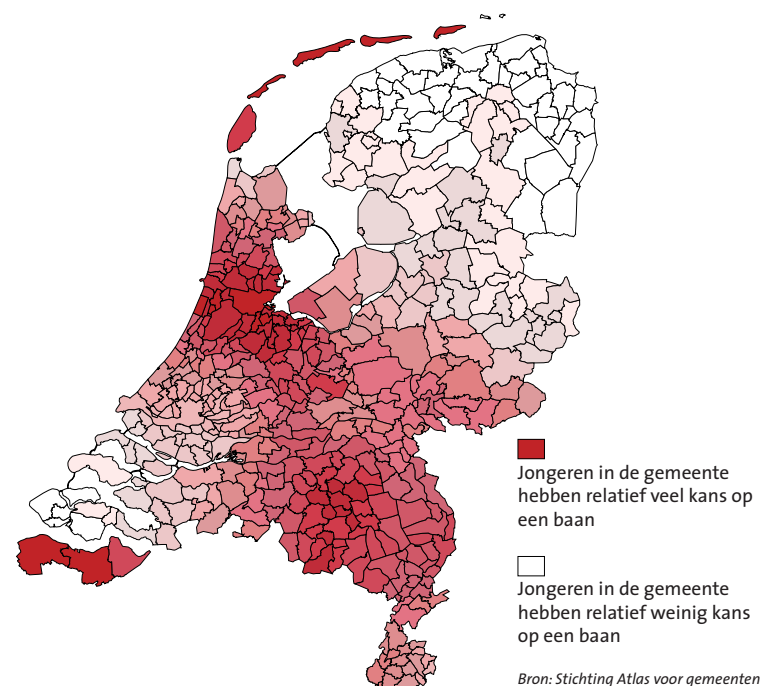 Jongeren in de gemeente
hebben relatief veel kans op
een baan
Jongeren in de gemeente
hebben relatief weinig kans
op een baan
Bron: Stichting Atlas voor gemeenten